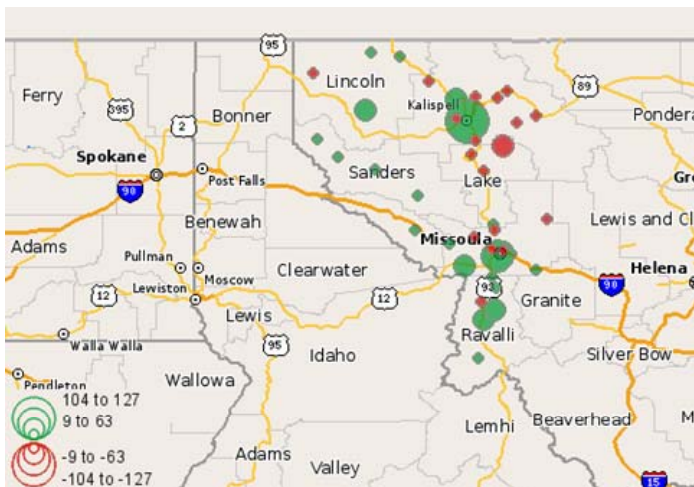 95
Ferry
395
Bonner
Lincoln
Kalispell
89
Pondera
2
Spokane
90
Post Falls
Sanders
Lake
Gre
Benewah
Lewis and Cl
Adams
Missoula
Pullman
Moscow
Clearwater
Helena
90
12
Lewiston
12
93
Granite
Lewis
Walla Walla
95
Idaho
Ravalli
Silver Bow
Pendleton
Wallowa
104 to 127
9 to 63
Lemhi
Beaverhead
M
-9 to -63
-104 to -127
Adams
Valley
15